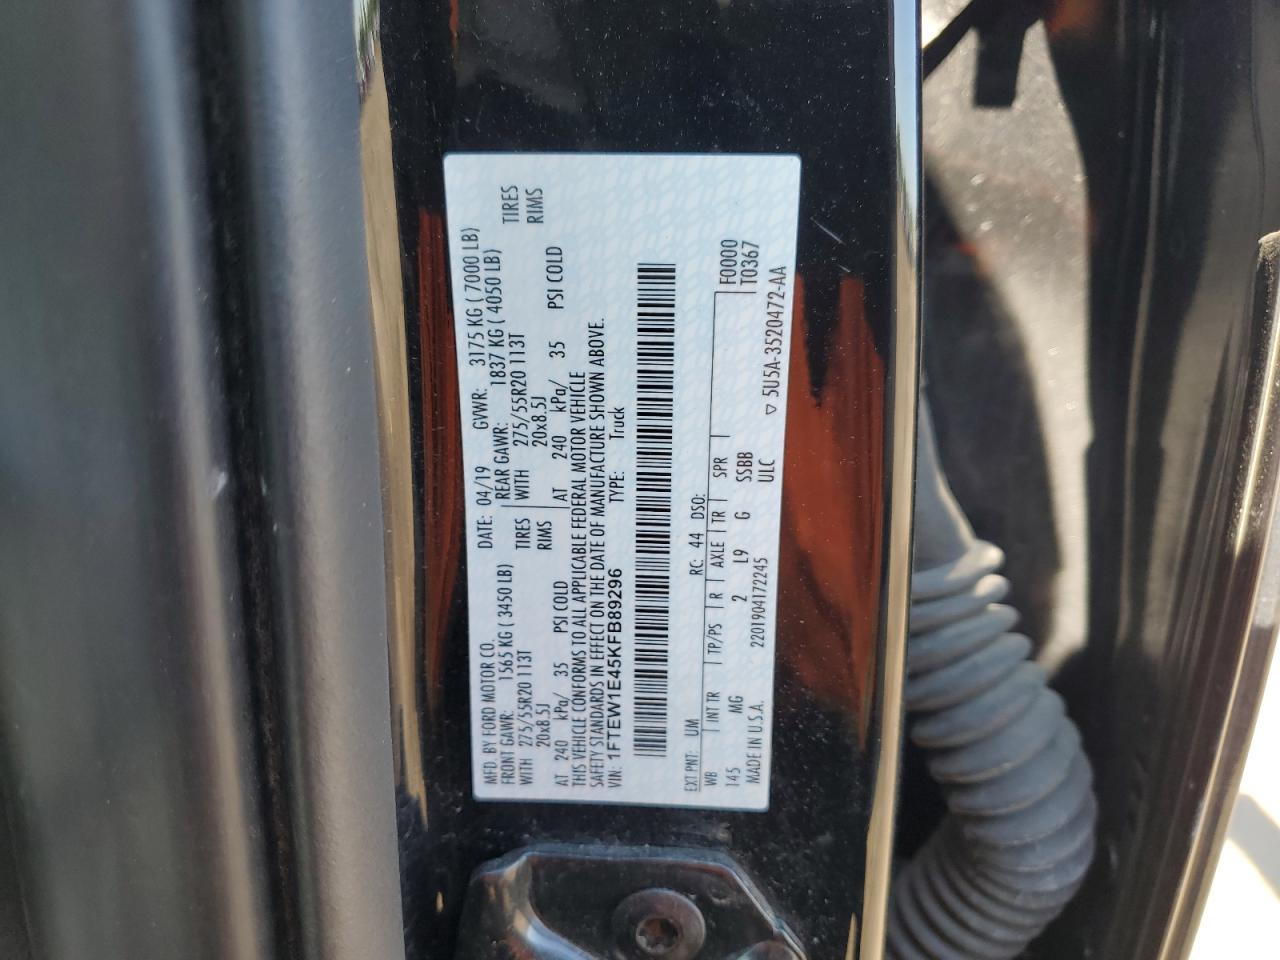 MFD. BY FORD MOTOR CO. DATE: 04/19 GVWR: 3175 KG ( 7000 LB)
FRONT GAWR: 1565 KG ( 3450 LB) REAR GAWR: 1837 KG ( 4050 LB)
WITH 275/55R20 113T TIRES WITH 275/55R20 113T TIRES
20x8.5J RIMS 20x8.5J RIMS
AT 240 kPa/ 35 PSI COLD AT 240 kPa/ 35 PSI COLD
THIS VEHICLE CONFORMS TO ALL APPLICABLE FEDERAL MOTOR VEHICLE
SAFETY STANDARDS IN EFFECT ON THE DATE OF MANUFACTURE SHOWN ABOVE.
VIN: 1FTEW1E45KFB89296 TYPE: Truck
EXT PNT: UM RC: 44 DSO:
WB INT TR TP/PS R AXLE TR SPR F0000
145 MG 2 L9 G SSBB T0367
MADE IN U.S.A. 2201904172245 ULC ▽ 5U5A-3520472-AA